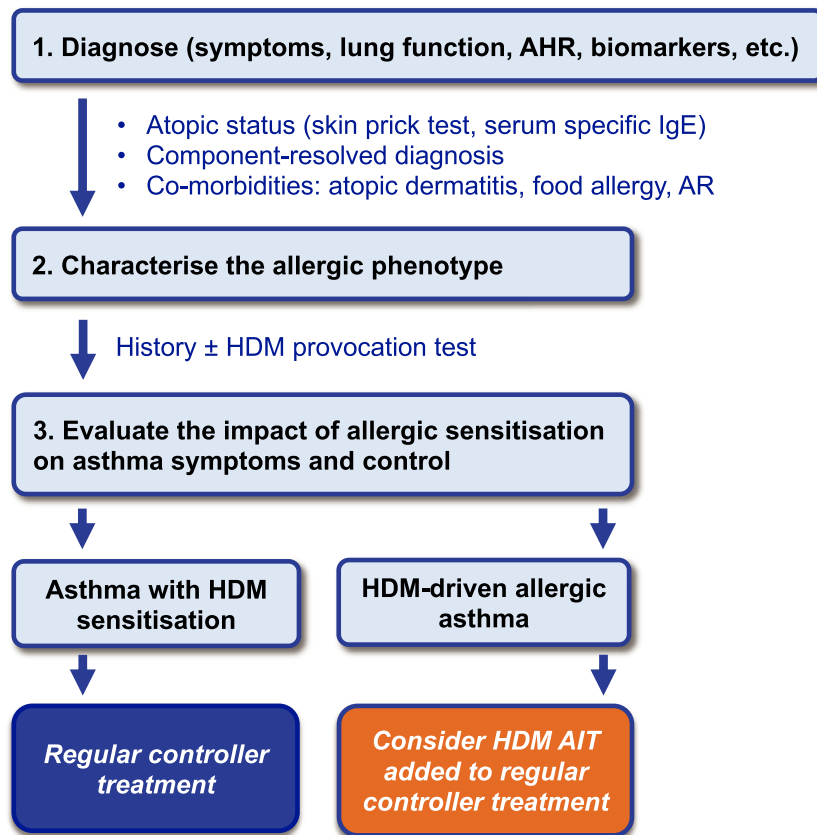 1. Diagnose (symptoms, lung function, AHR, biomarkers, etc.)
• Atopic status (skin prick test, serum specific IgE)
• Component-resolved diagnosis
• Co-morbidities: atopic dermatitis, food allergy, AR
2. Characterise the allergic phenotype
History ± HDM provocation test
3. Evaluate the impact of allergic sensitisation
on asthma symptoms and control
Asthma with HDM
sensitisation
HDM-driven allergic
asthma
Regular controller
treatment
Consider HDM AIT
added to regular
controller treatment